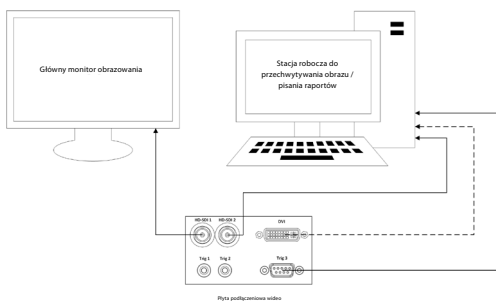 Główny monitor obrazowania
Stacja robocza do
przechwytywania obrazu /
pisania raportów
HD-SDI 1 HD-SDI 2 DVI
Trig 1 Trig 2 Trig 3
Płyta podłączeniowa wideo